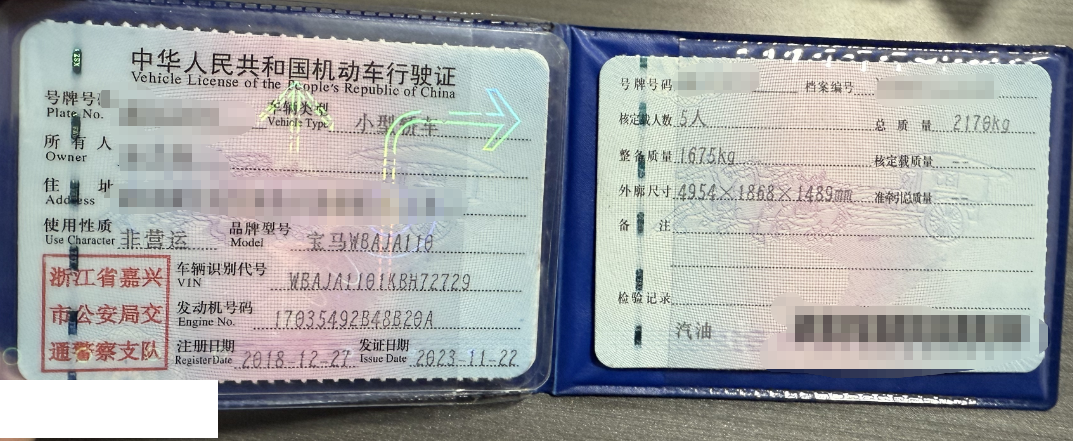 中华人民共和国机动车行驶证
Vehicle License of the People's Republic of China
号牌号
Plate No.
车辆类型
Vehicle Type
小型轿车
所有人
Owner
住址
Address
使用性质
Use Character
非营运
品牌型号
Model
宝马WBAJA110
浙江省嘉兴
市公安局交
通警察支队
车辆识别代号
VIN
WBAJA1101KBH72729
发动机号码
Engine No.
17035492B48B20A
注册日期
Register Date
2018-12-27
发证日期
Issue Date
2023-11-22
号牌号码
档案编号
核定载人数 5人
总质量 2170kg
整备质量 1675kg
核定载质量 --
外廓尺寸 4954×1868×1489mm
准牵引总质量 --
备注
检验记录
汽油